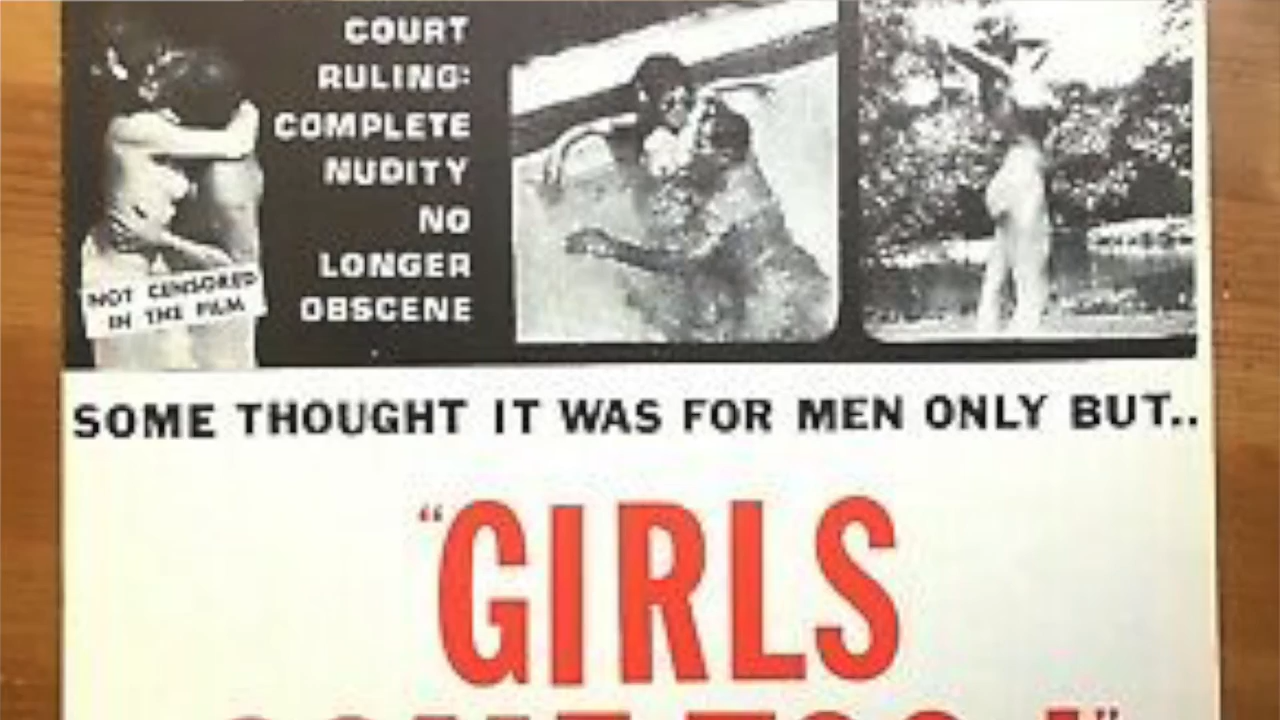 COURT
RULING:
COMPLETE
NUDITY
NO
LONGER
OBSCENE
NOT CENSORED
IN THE FILM
SOME THOUGHT IT WAS FOR MEN ONLY BUT..
“GIRLS